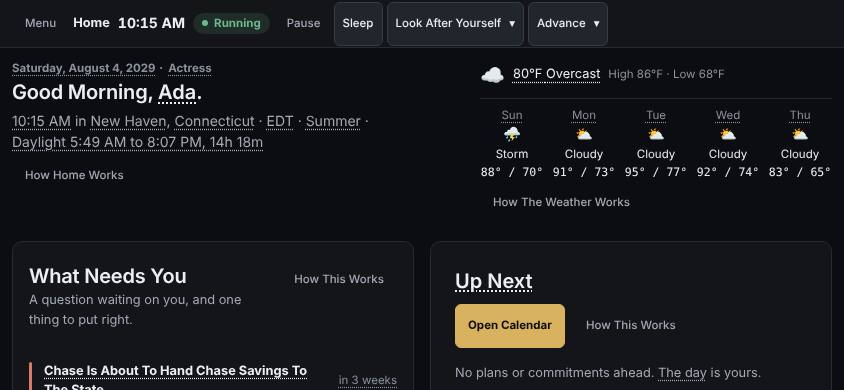 Menu Home 10:15 AM Running Pause Sleep Look After Yourself Advance
Saturday, August 4, 2029 · Actress
Good Morning, Ada.
10:15 AM in New Haven, Connecticut · EDT · Summer ·
Daylight 5:49 AM to 8:07 PM, 14h 18m
How Home Works
80°F Overcast High 86°F · Low 68°F
Sun Mon Tue Wed Thu
Storm Cloudy Cloudy Cloudy Cloudy
88° / 70° 91° / 73° 95° / 77° 92° / 74° 83° / 65°
How The Weather Works
What Needs You How This Works
A question waiting on you, and one
thing to put right.
Chase Is About To Hand Chase Savings To
The State in 3 weeks
Up Next
Open Calendar How This Works
No plans or commitments ahead. The day is yours.